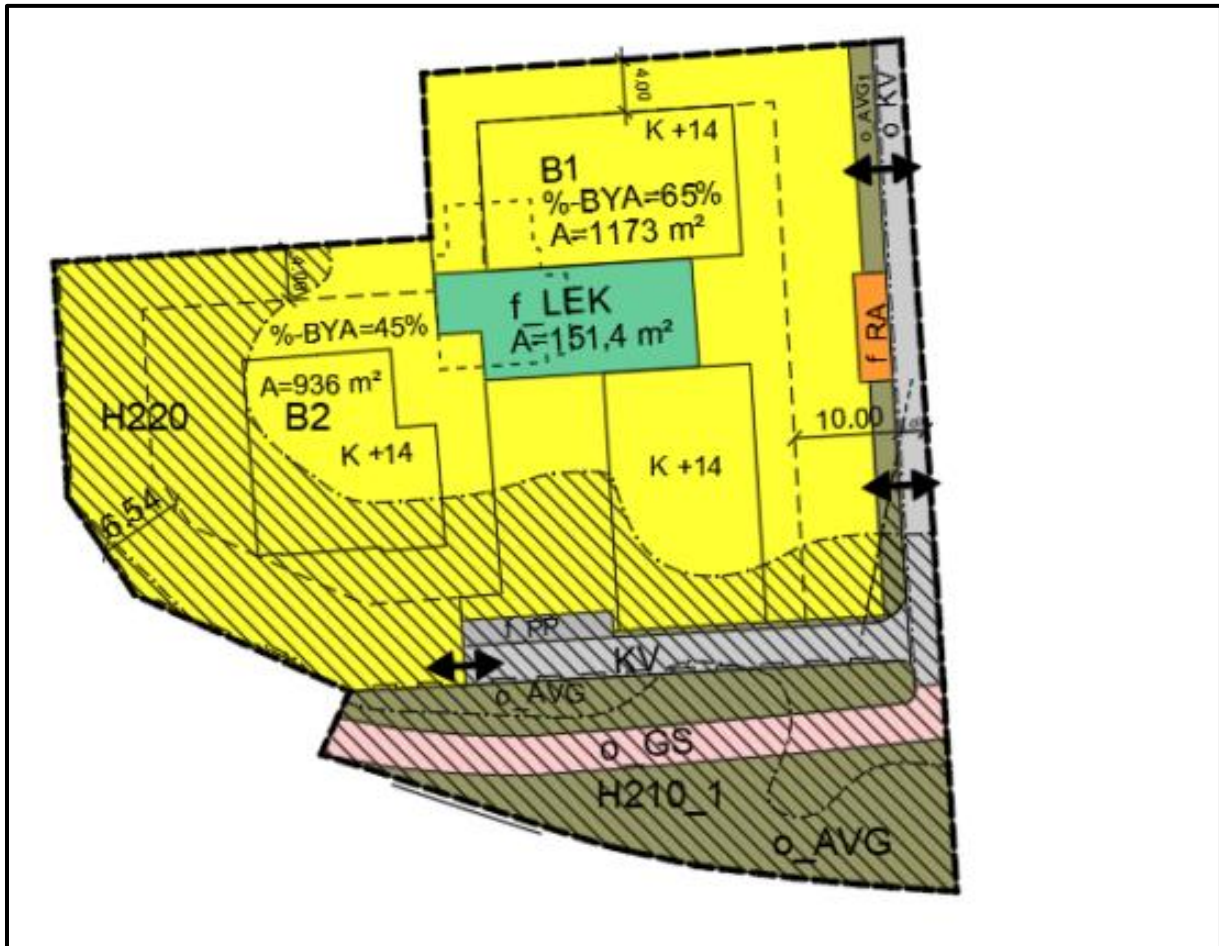 4.00
K +14
B1
%-BYA=65%
A=1173 m²
o_AVG1
o_KV
f_LEK
A=151,4 m²
f_RA
%-BYA=45%
A=936 m²
B2
K +14
H220
6.54
K +14
10.00
f_PP
KV
o_AVG
o_GS
H210_1
o_AVG